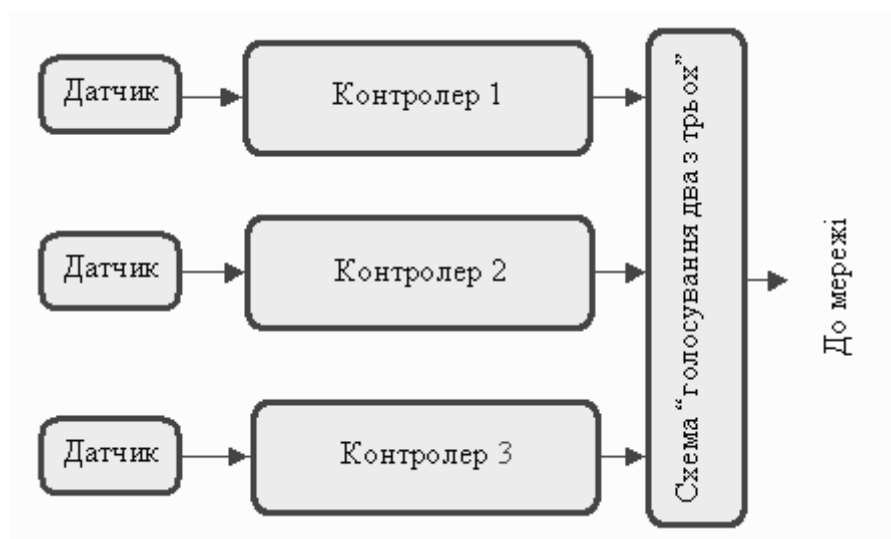 Датчик
Контролер 1
Датчик
Контролер 2
Датчик
Контролер 3
Схема “голосування два з трьох”
До мережі